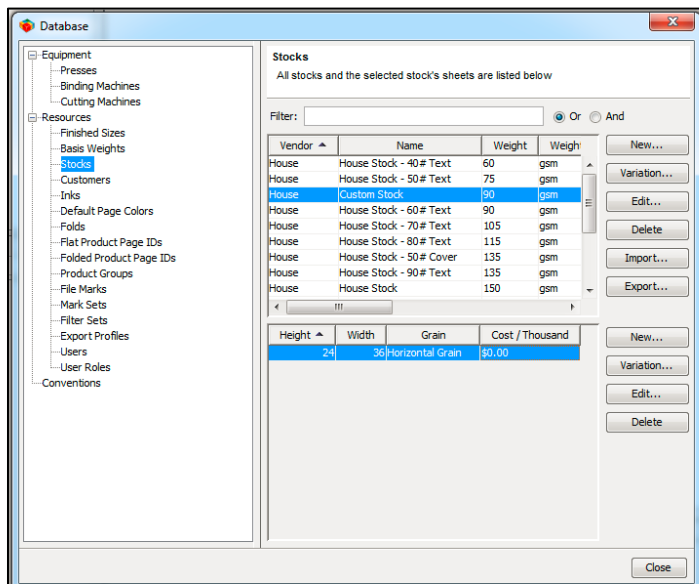 Database
Equipment
Presses
Binding Machines
Cutting Machines
Resources
Finished Sizes
Basis Weights
Stocks
Customers
Inks
Default Page Colors
Folds
Flat Product Page IDs
Folded Product Page IDs
Product Groups
File Marks
Mark Sets
Filter Sets
Export Profiles
Users
User Roles
Conventions
Stocks
All stocks and the selected stock's sheets are listed below
Filter: Or And
Vendor Name Weight Weight
House House Stock - 40# Text 60 gsm
House House Stock - 50# Text 75 gsm
House Custom Stock 90 gsm
House House Stock - 60# Text 90 gsm
House House Stock - 70# Text 105 gsm
House House Stock - 80# Text 115 gsm
House House Stock - 50# Cover 135 gsm
House House Stock - 90# Text 135 gsm
House House Stock 150 gsm
New...
Variation...
Edit...
Delete
Import...
Export...
Height Width Grain Cost / Thousand
24 36 Horizontal Grain $0.00
New...
Variation...
Edit...
Delete
Close